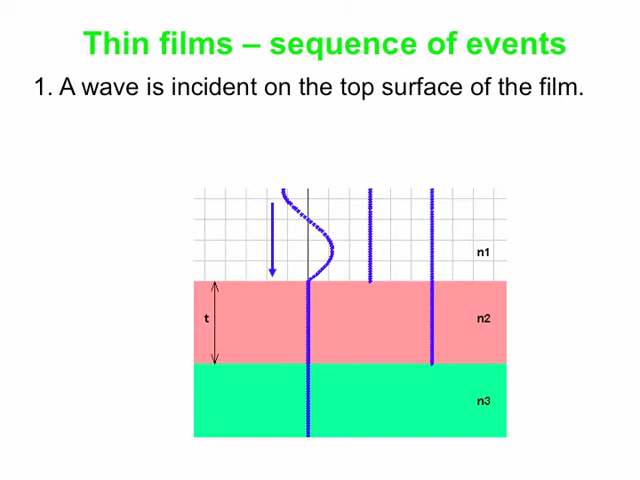 Thin films – sequence of events
1. A wave is incident on the top surface of the film.
n1
t
n2
n3